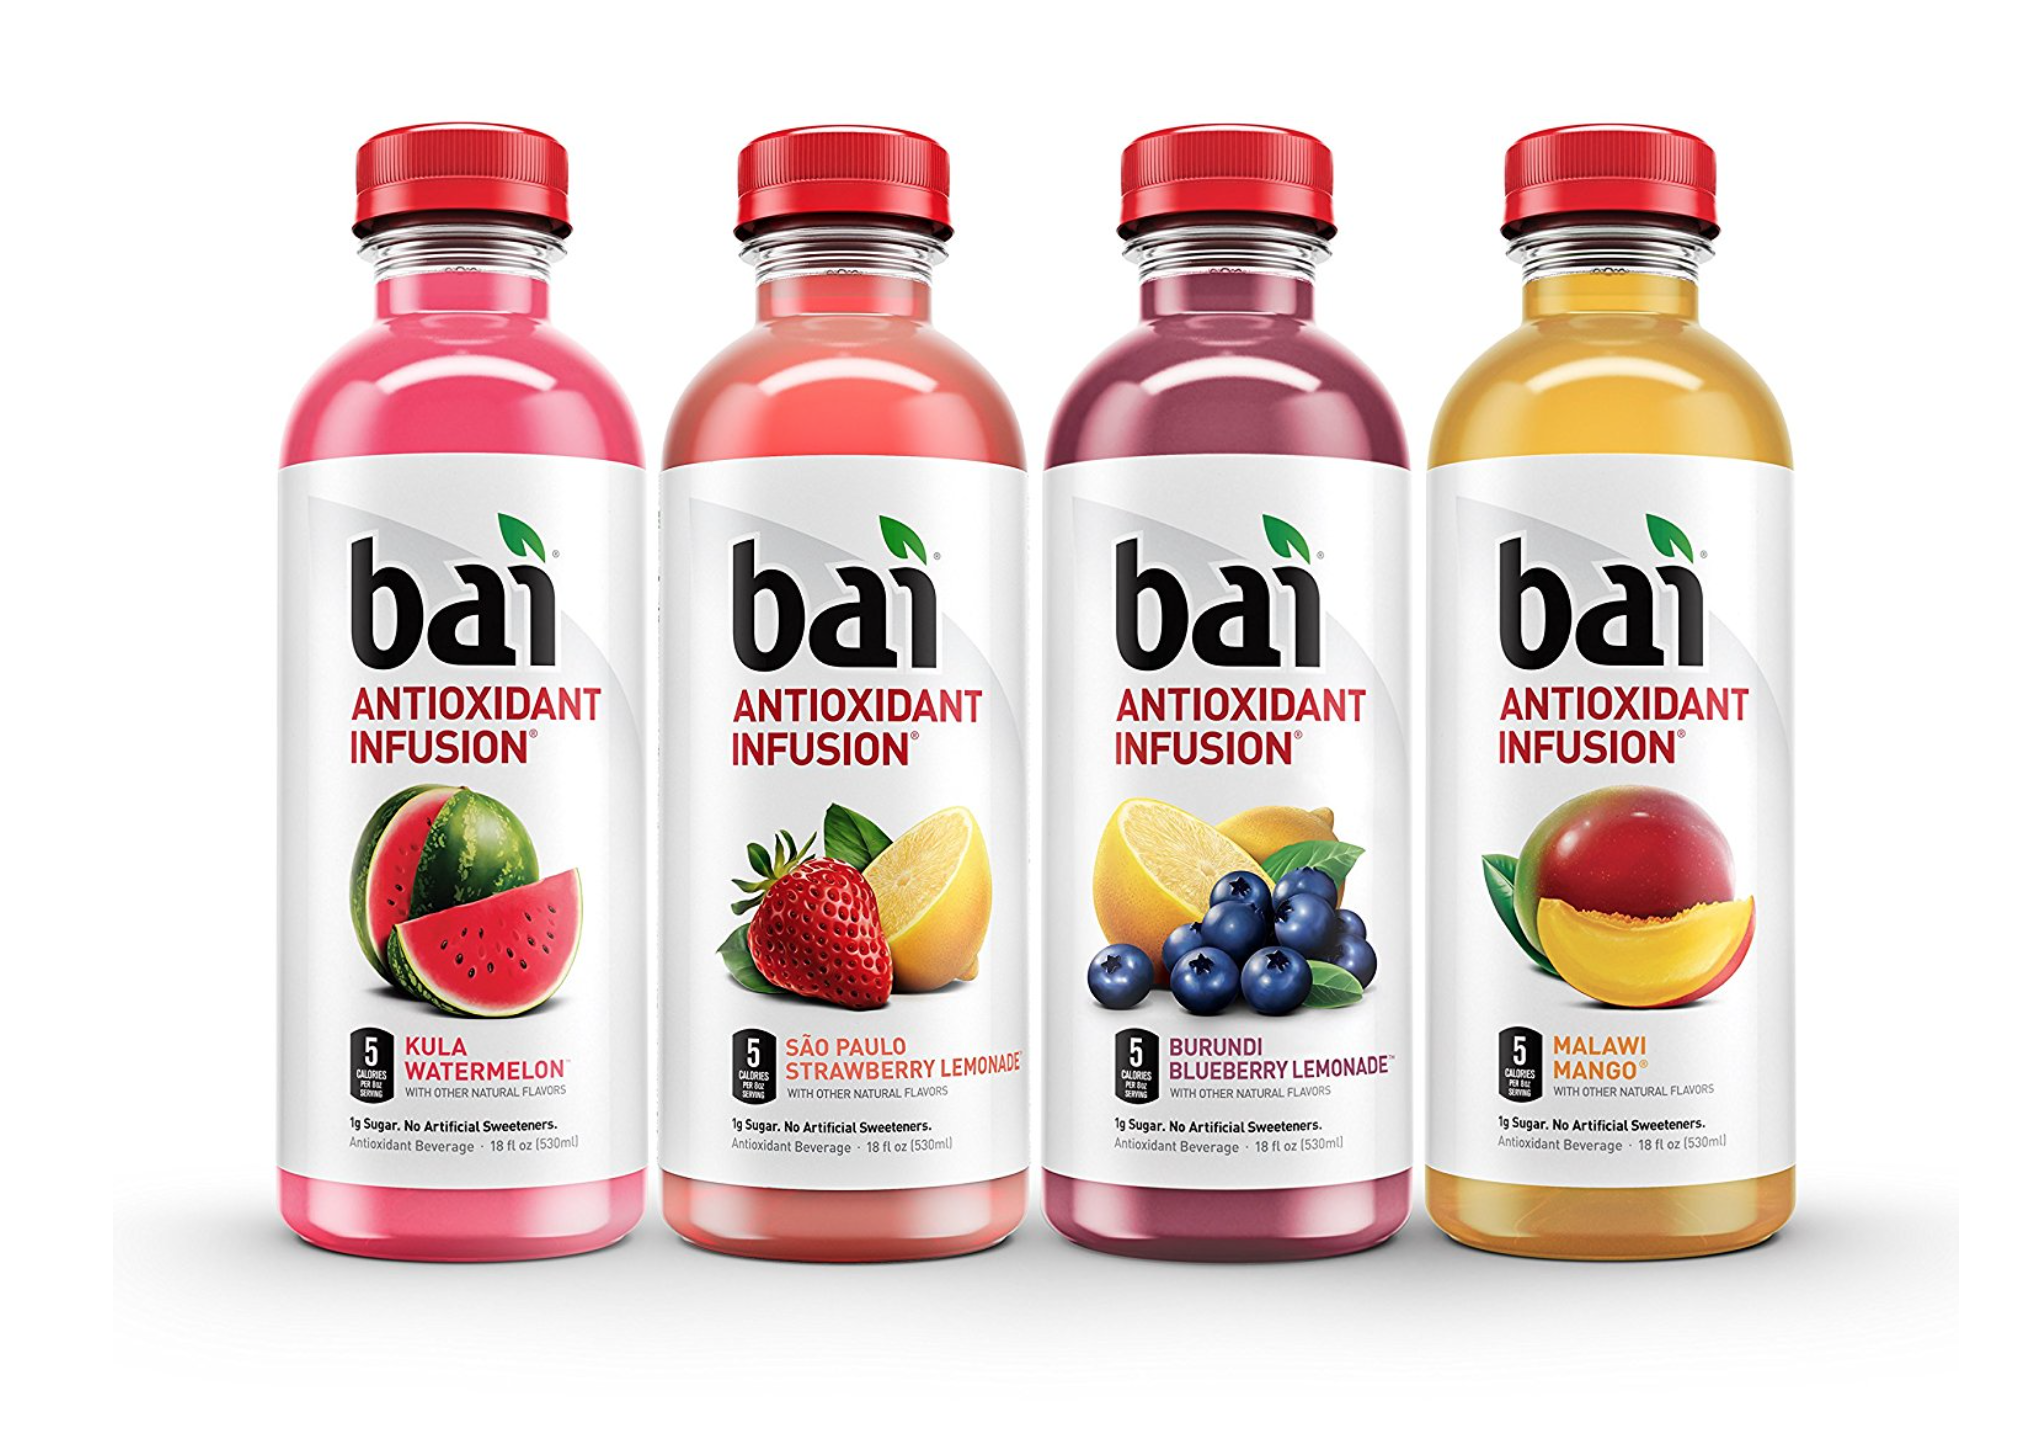 bai®
ANTIOXIDANT
INFUSION®
5
CALORIES
PER 8oz
SERVING
KULA
WATERMELON™
WITH OTHER NATURAL FLAVORS
1g Sugar. No Artificial Sweeteners.
Antioxidant Beverage · 18 fl oz (530ml)
bai®
ANTIOXIDANT
INFUSION®
5
CALORIES
PER 8oz
SERVING
SÃO PAULO
STRAWBERRY LEMONADE™
WITH OTHER NATURAL FLAVORS
1g Sugar. No Artificial Sweeteners.
Antioxidant Beverage · 18 fl oz (530ml)
bai®
ANTIOXIDANT
INFUSION®
5
CALORIES
PER 8oz
SERVING
BURUNDI
BLUEBERRY LEMONADE™
WITH OTHER NATURAL FLAVORS
1g Sugar. No Artificial Sweeteners.
Antioxidant Beverage · 18 fl oz (530ml)
bai®
ANTIOXIDANT
INFUSION®
5
CALORIES
PER 8oz
SERVING
MALAWI
MANGO®
WITH OTHER NATURAL FLAVORS
1g Sugar. No Artificial Sweeteners.
Antioxidant Beverage · 18 fl oz (530ml)